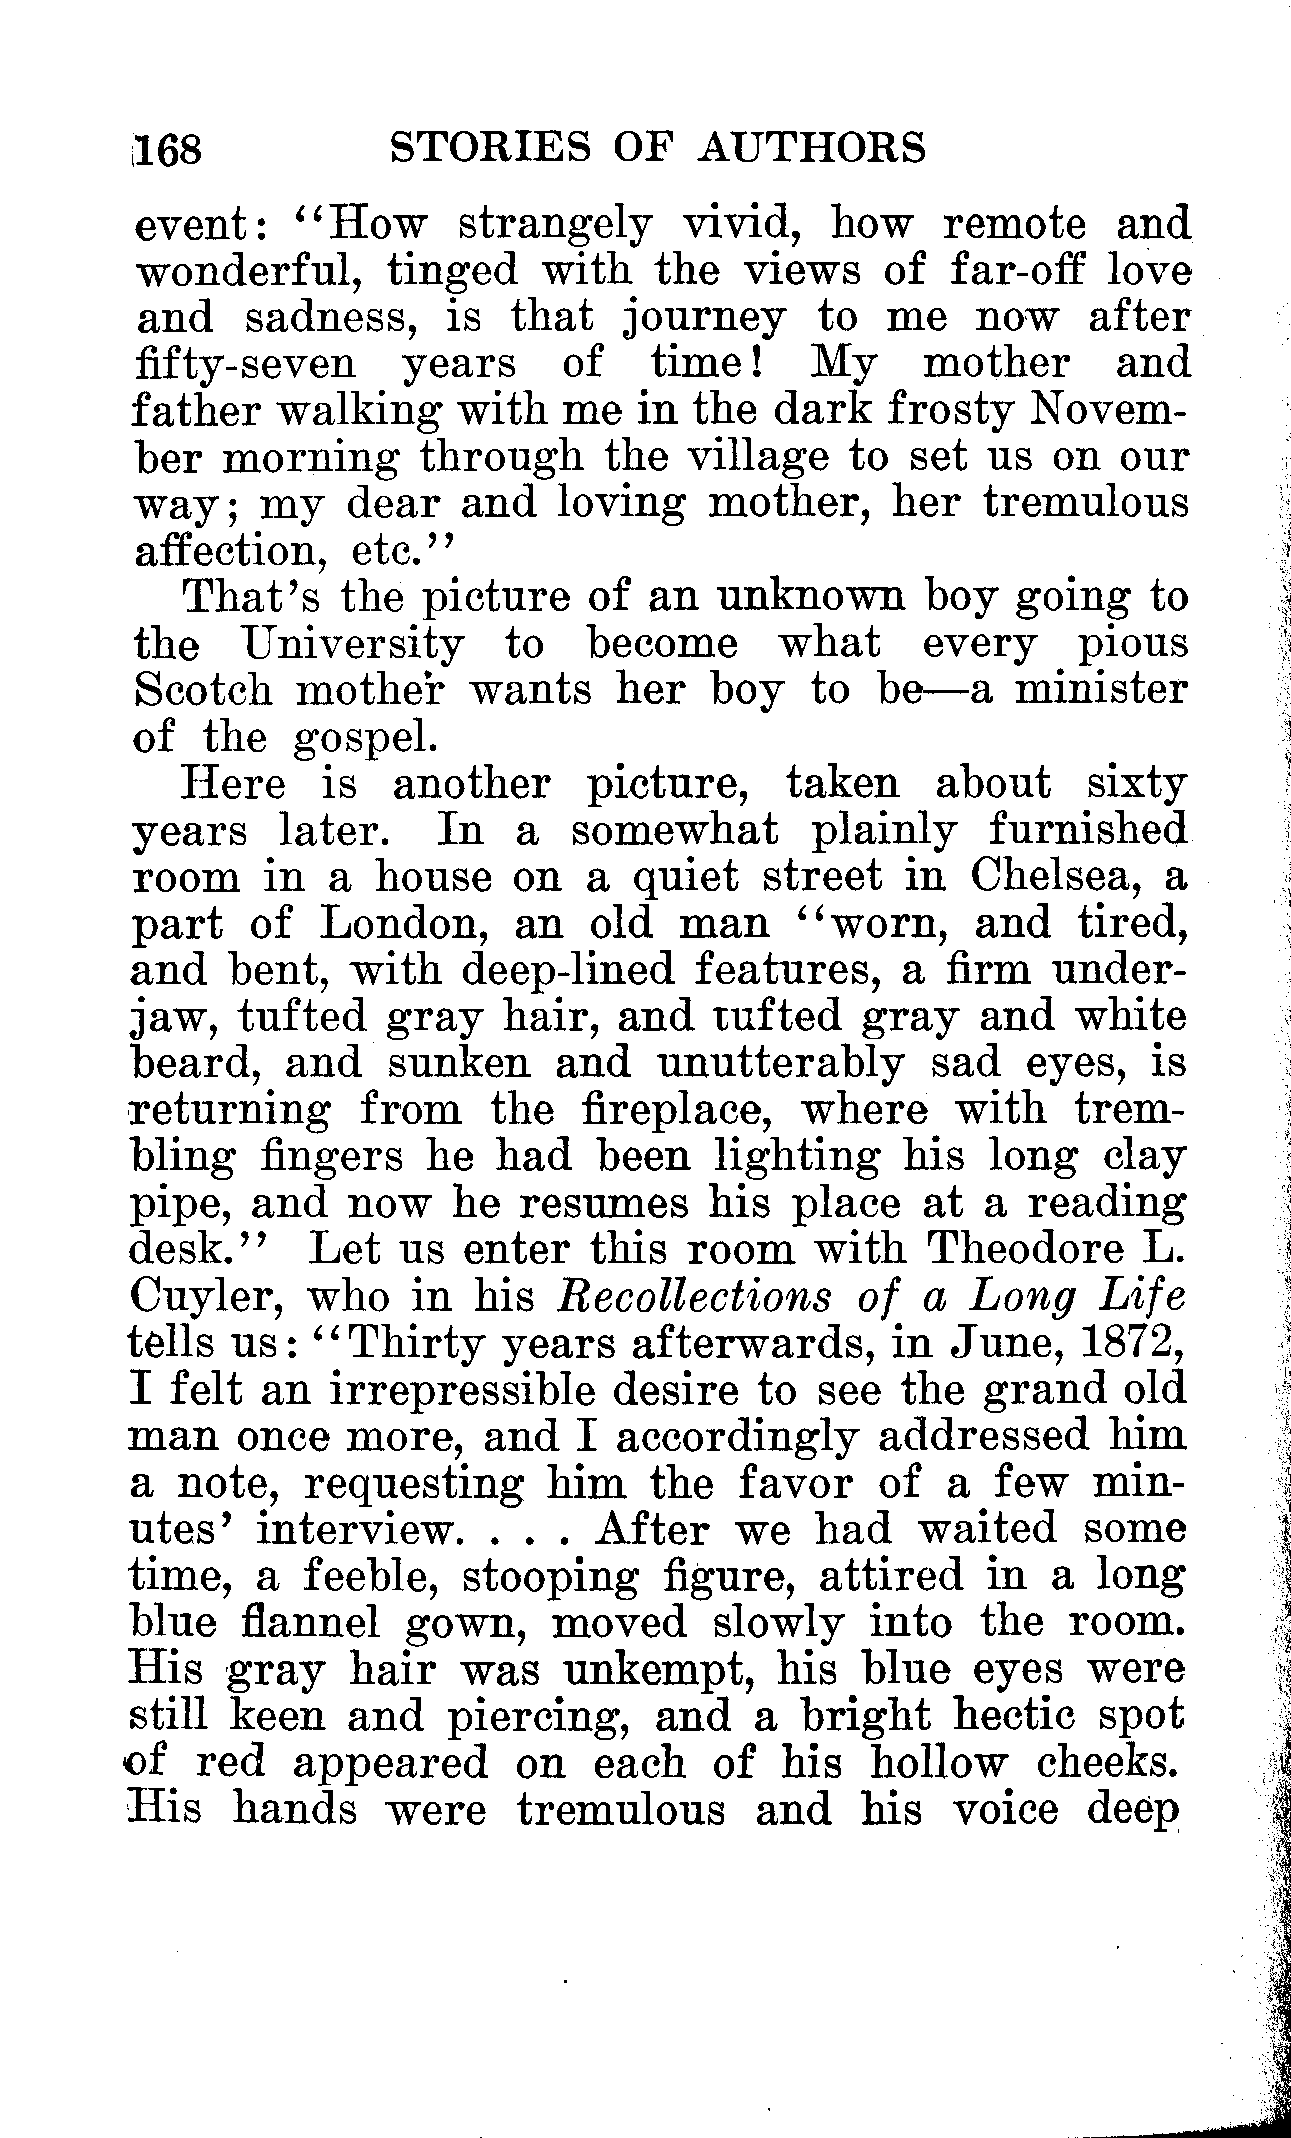 168 STORIES OF AUTHORS
event: "How strangely vivid, how remote and
wonderful, tinged with the views of far-off love
and sadness, is that journey to me now after
fifty-seven years of time! My mother and
father walking with me in the dark frosty Novem-
ber morning through the village to set us on our
way; my dear and loving mother, her tremulous
affection, etc."
That's the picture of an unknown boy going to
the University to become what every pious
Scotch mother wants her boy to be—a minister
of the gospel.
Here is another picture, taken about sixty
years later. In a somewhat plainly furnished
room in a house on a quiet street in Chelsea, a
part of London, an old man "worn, and tired,
and bent, with deep-lined features, a firm under-
jaw, tufted gray hair, and tufted gray and white
beard, and sunken and unutterably sad eyes, is
returning from the fireplace, where with trem-
bling fingers he had been lighting his long clay
pipe, and now he resumes his place at a reading
desk." Let us enter this room with Theodore L.
Cuyler, who in his Recollections of a Long Life
tells us: "Thirty years afterwards, in June, 1872,
I felt an irrepressible desire to see the grand old
man once more, and I accordingly addressed him
a note, requesting him the favor of a few min-
utes' interview. . . . After we had waited some
time, a feeble, stooping figure, attired in a long
blue flannel gown, moved slowly into the room.
His gray hair was unkempt, his blue eyes were
still keen and piercing, and a bright hectic spot
of red appeared on each of his hollow cheeks.
His hands were tremulous and his voice deep